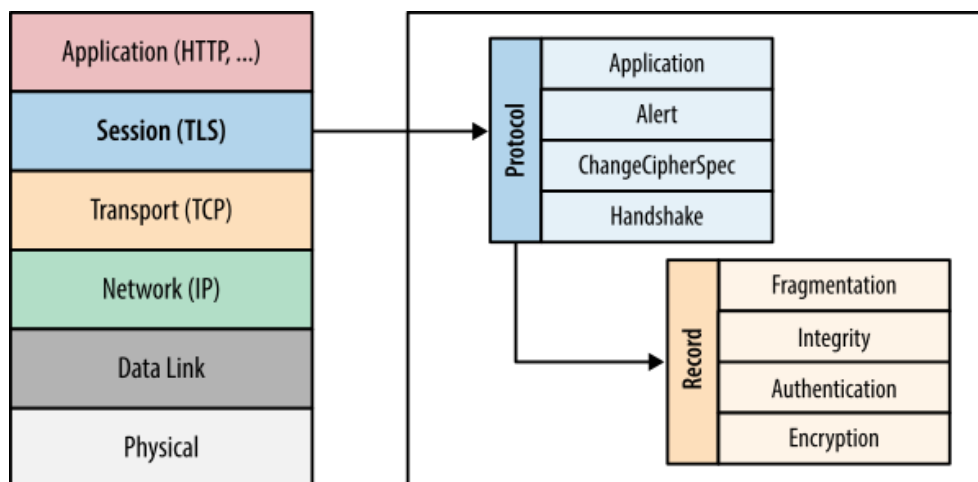 Application (HTTP, ...)
Session (TLS)
Transport (TCP)
Network (IP)
Data Link
Physical
Protocol
Application
Alert
ChangeCipherSpec
Handshake
Record
Fragmentation
Integrity
Authentication
Encryption